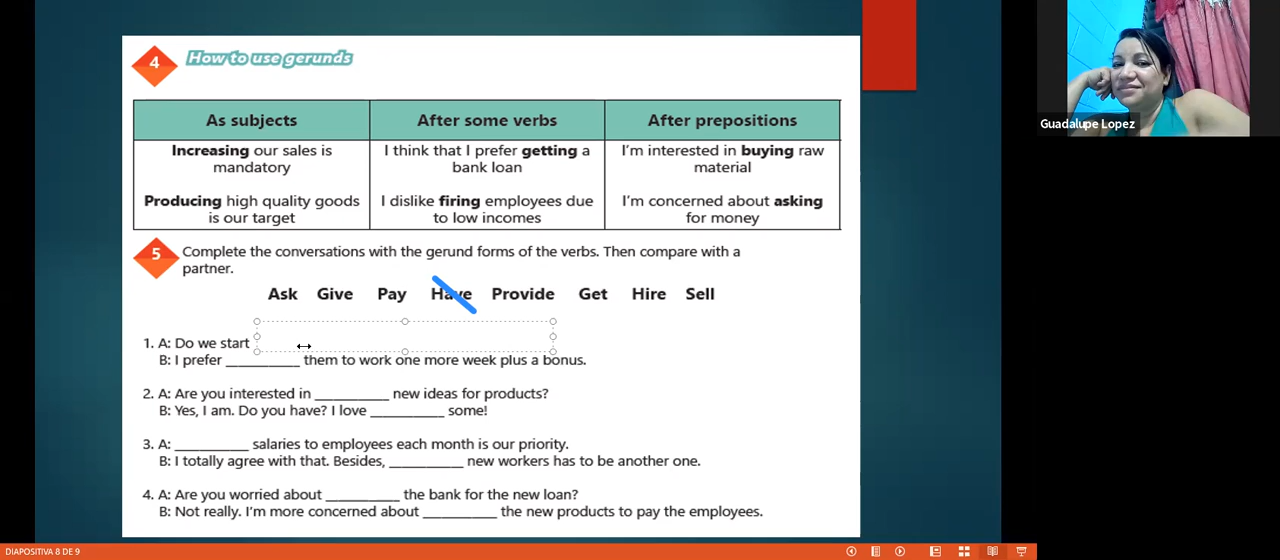 4 How to use gerunds
As subjects After some verbs After prepositions
Increasing our sales is mandatory I think that I prefer getting a bank loan I'm interested in buying raw material
Producing high quality goods is our target I dislike firing employees due to low incomes I'm concerned about asking for money
5 Complete the conversations with the gerund forms of the verbs. Then compare with a
partner.
Ask Give Pay Have Provide Get Hire Sell
1. A: Do we start
B: I prefer __________ them to work one more week plus a bonus.
2. A: Are you interested in __________ new ideas for products?
B: Yes, I am. Do you have? I love __________ some!
3. A: __________ salaries to employees each month is our priority.
B: I totally agree with that. Besides, __________ new workers has to be another one.
4. A: Are you worried about __________ the bank for the new loan?
B: Not really. I'm more concerned about __________ the new products to pay the employees.
Guadalupe Lopez
DIAPOSITIVA 8 DE 9